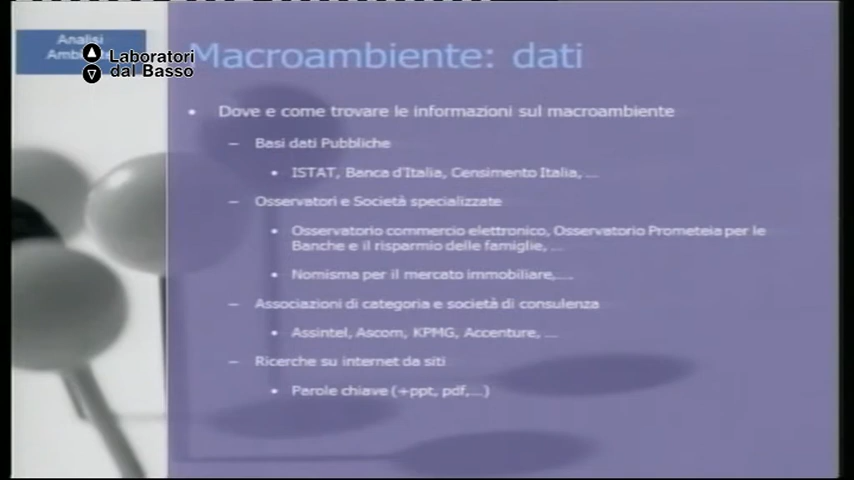 Analisi
Laboratori
dal Basso
Macroambiente: dati
• Dove e come trovare le informazioni sul macroambiente
– Basi dati Pubbliche
• ISTAT, Banca d'Italia, Censimento Italia, ...
– Osservatori e Società specializzate
• Osservatorio commercio elettronico, Osservatorio Prometeia per le
Banche e il risparmio delle famiglie, ...
• Nomisma per il mercato immobiliare,....
– Associazioni di categoria e società di consulenza
• Assintel, Ascom, KPMG, Accenture, ...
– Ricerche su internet da siti
• Parole chiave (+ppt, pdf,...)